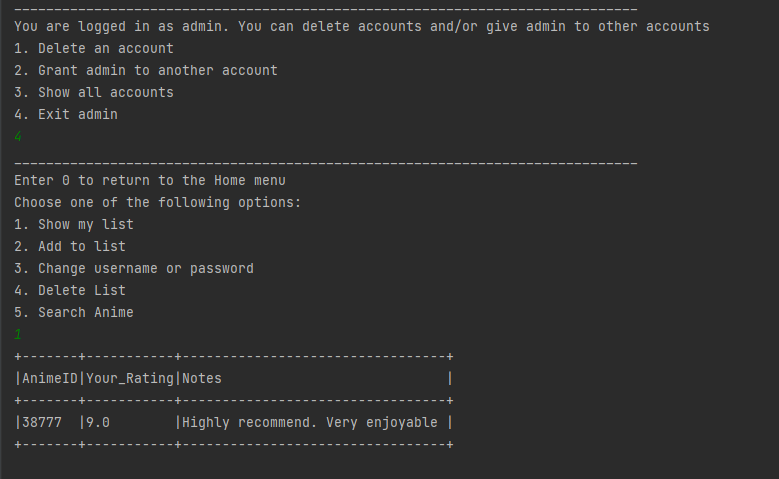 ______________________________________________________________________________
You are logged in as admin. You can delete accounts and/or give admin to other accounts
1. Delete an account
2. Grant admin to another account
3. Show all accounts
4. Exit admin
4
______________________________________________________________________________
Enter 0 to return to the Home menu
Choose one of the following options:
1. Show my list
2. Add to list
3. Change username or password
4. Delete List
5. Search Anime
1
+-------+-----------+---------------------------------+
|AnimeID|Your_Rating|Notes                            |
+-------+-----------+---------------------------------+
|38777  |9.0        |Highly recommend. Very enjoyable |
+-------+-----------+---------------------------------+